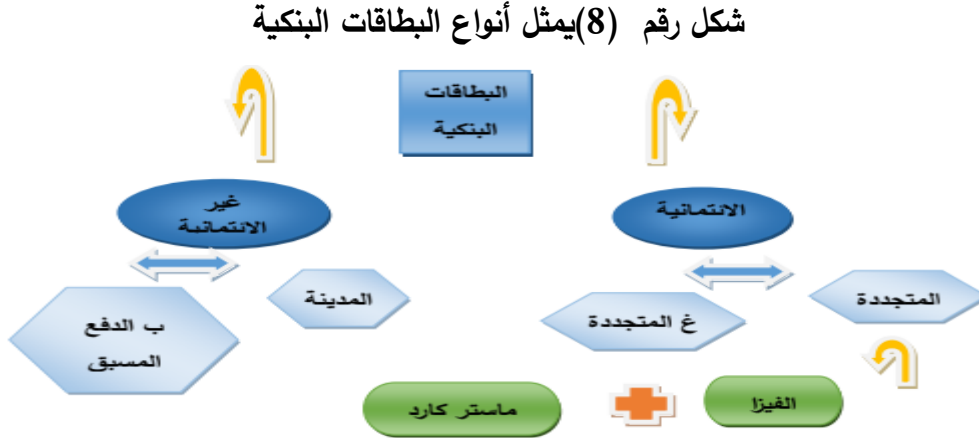 شكل رقم (8)يمثل أنواع البطاقات البنكية
البطاقات
البنكية
الائتمانية
غير
الائتمانية
المتجددة
غ المتجددة
المدينة
ب الدفع
المسبق
الفيزا
ماستر كارد